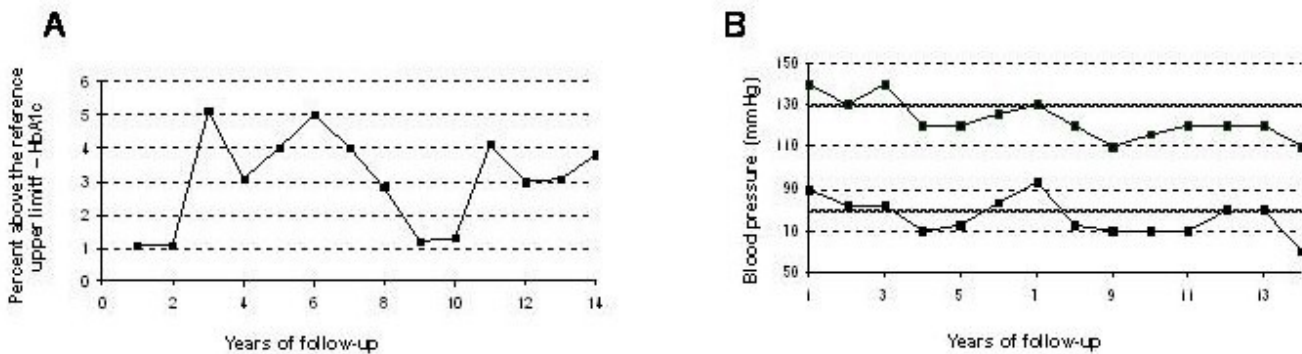 A
Percent above the reference
upper limitf – HbA1c
6
5
4
3
2
1
0
0 2 4 6 8 10 12 14
Years of follow-up
B
Blood pressure (mmHg)
150
130
110
90
70
50
1 3 5 7 9 11 13
Years of follow-up